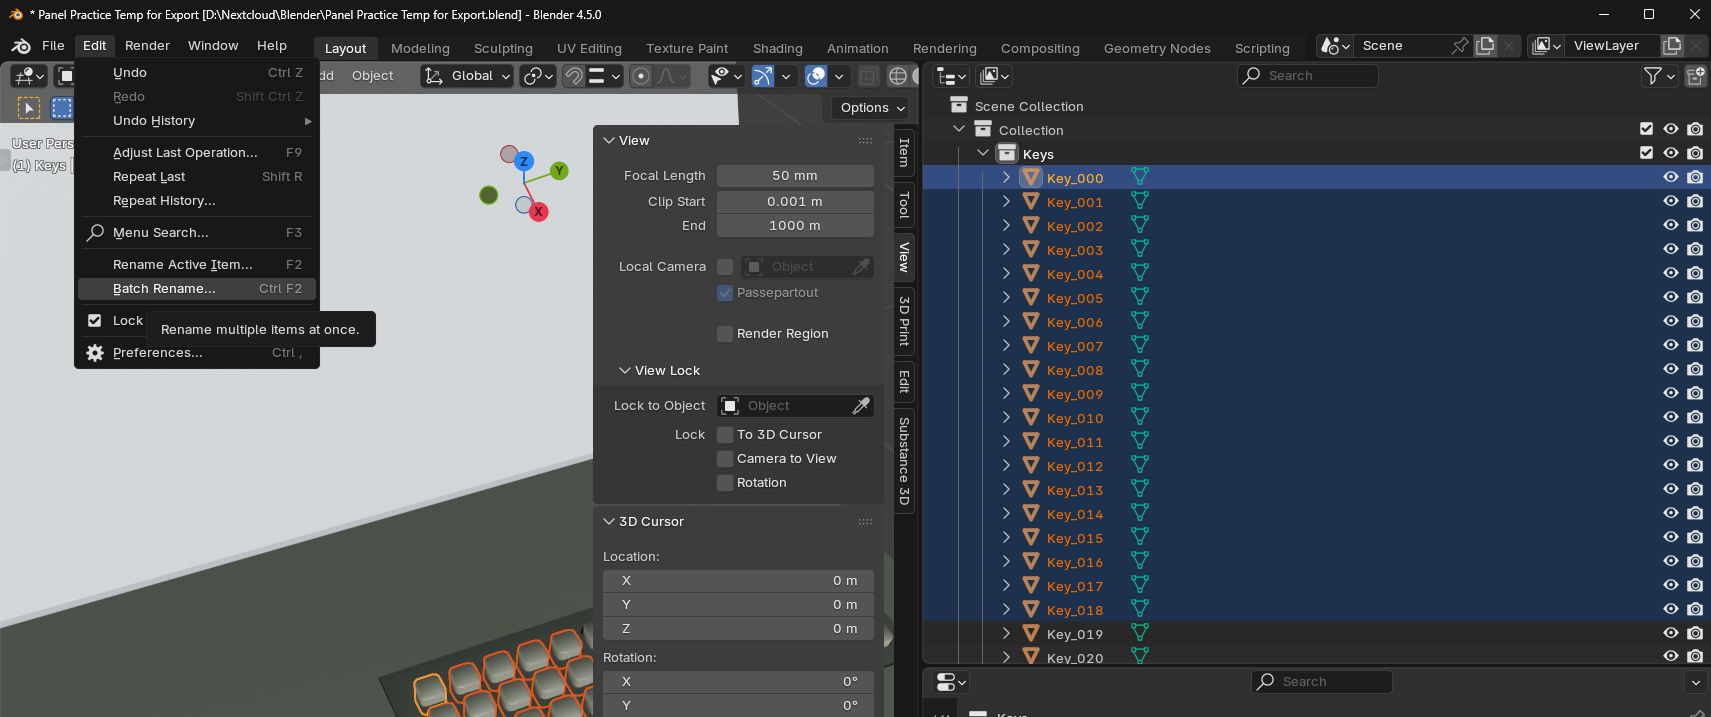 * Panel Practice Temp for Export [D:\Nextcloud\Blender\Panel Practice Temp for Export.blend] - Blender 4.5.0
File Edit Render Window Help Layout Modeling Sculpting UV Editing Texture Paint Shading Animation Rendering Compositing Geometry Nodes Scripting Scene ViewLayer
Object Global Search
Options
User Pers
(1) Keys |
Undo Ctrl Z
Redo Shift Ctrl Z
Undo History
Adjust Last Operation... F9
Repeat Last Shift R
Repeat History...
Menu Search... F3
Rename Active Item... F2
Batch Rename... Ctrl F2
Lock
Rename multiple items at once.
Preferences... Ctrl ,
Z
Y
X
View
Focal Length 50 mm
Clip Start 0.001 m
End 1000 m
Local Camera Object
Passepartout
Render Region
View Lock
Lock to Object Object
Lock To 3D Cursor
Camera to View
Rotation
3D Cursor
Location:
X 0 m
Y 0 m
Z 0 m
Rotation:
X 0°
Y 0°
Item
Tool
View
3D Print
Edit
Substance 3D
Scene Collection
Collection
Keys
Key_000
Key_001
Key_002
Key_003
Key_004
Key_005
Key_006
Key_007
Key_008
Key_009
Key_010
Key_011
Key_012
Key_013
Key_014
Key_015
Key_016
Key_017
Key_018
Key_019
Key_020
Search